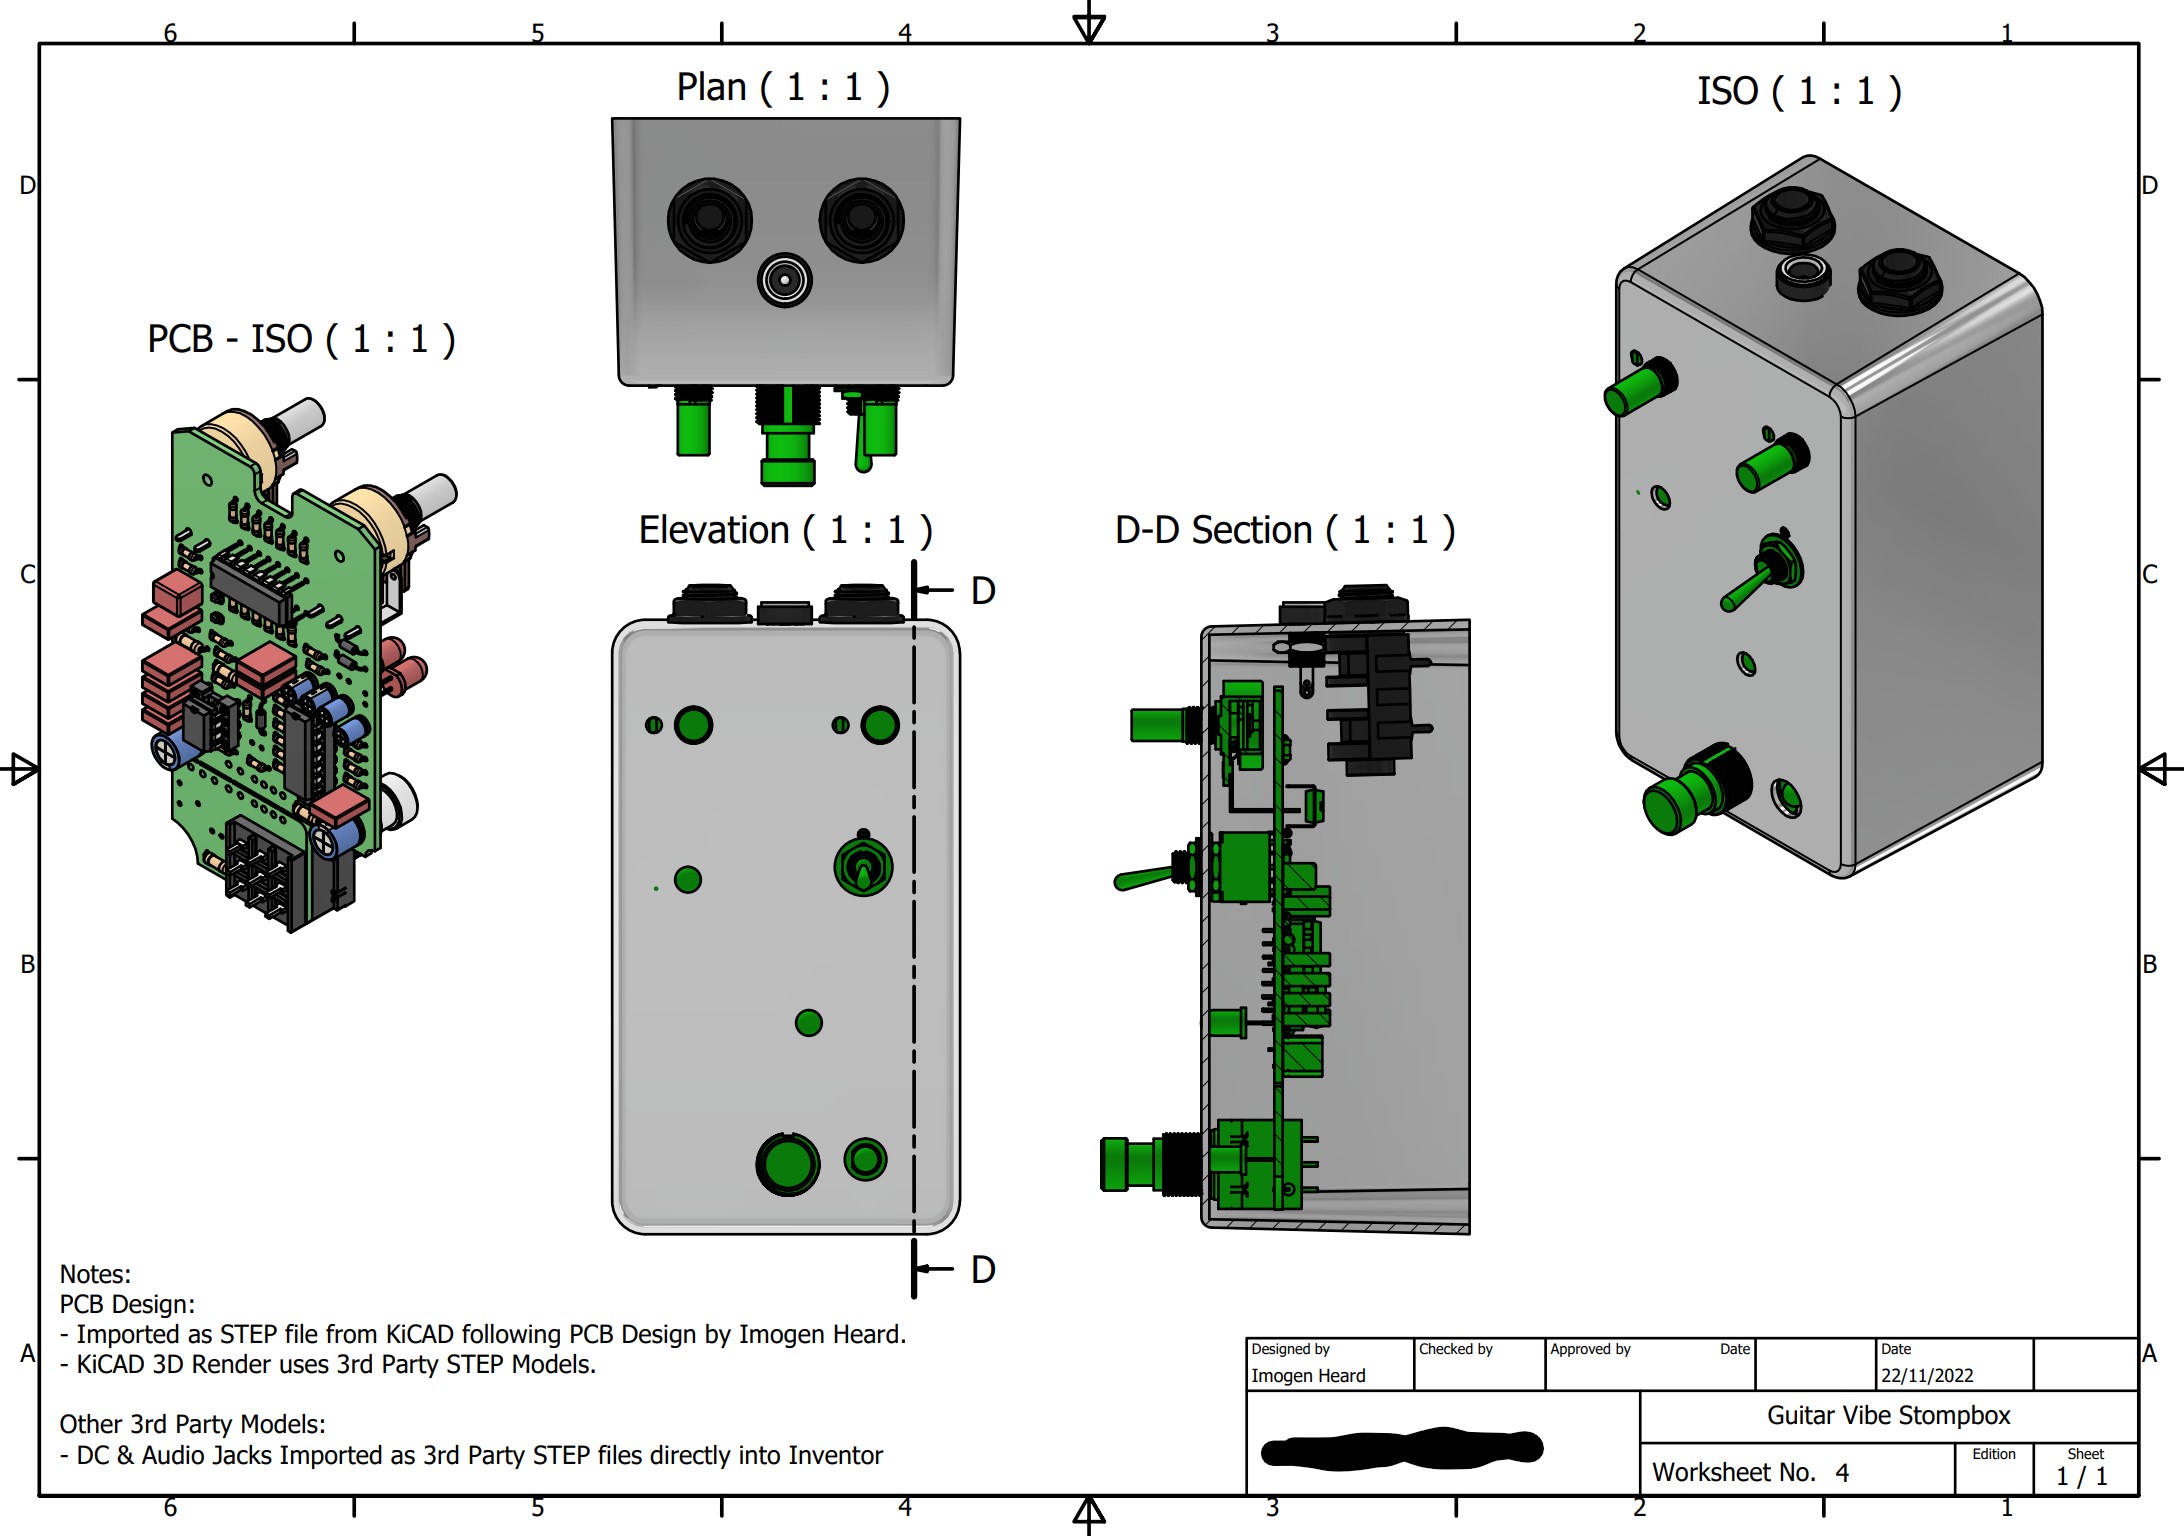 6 5 4 3 2 1
Plan ( 1 : 1 )
ISO ( 1 : 1 )
D D
PCB - ISO ( 1 : 1 )
Elevation ( 1 : 1 )
D-D Section ( 1 : 1 )
C C
D
B B
D
Notes:
PCB Design:
- Imported as STEP file from KiCAD following PCB Design by Imogen Heard.
- KiCAD 3D Render uses 3rd Party STEP Models.
Other 3rd Party Models:
- DC & Audio Jacks Imported as 3rd Party STEP files directly into Inventor
A A
Designed by
Imogen Heard
Checked by
Approved by Date
Date
22/11/2022
Guitar Vibe Stompbox
Worksheet No. 4
Edition
Sheet
1 / 1
6 5 4 3 2 1